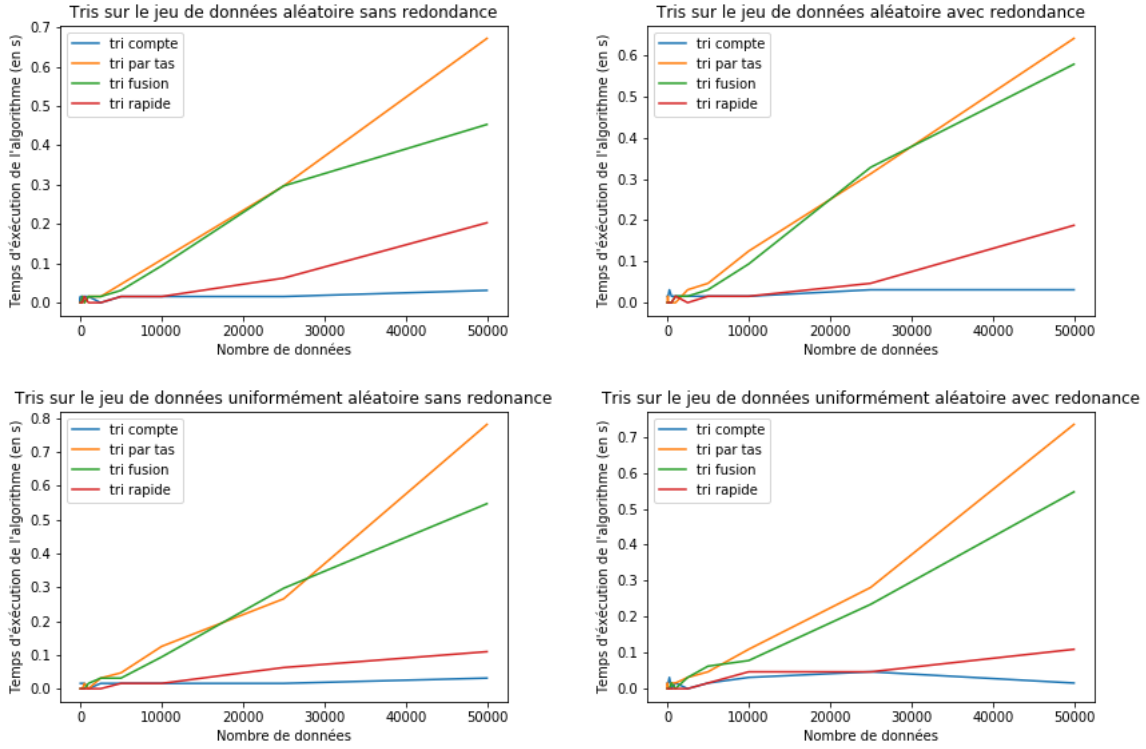 Tris sur le jeu de données aléatoire sans redondance
Temps d'éxécution de l'algorithme (en s)
0.7
0.6
0.5
0.4
0.3
0.2
0.1
0.0
tri compte
tri par tas
tri fusion
tri rapide
0 10000 20000 30000 40000 50000
Nombre de données
Tris sur le jeu de données aléatoire avec redondance
Temps d'éxécution de l'algorithme (en s)
0.6
0.5
0.4
0.3
0.2
0.1
0.0
tri compte
tri par tas
tri fusion
tri rapide
0 10000 20000 30000 40000 50000
Nombre de données
Tris sur le jeu de données uniformément aléatoire sans redonance
Temps d'éxécution de l'algorithme (en s)
0.8
0.7
0.6
0.5
0.4
0.3
0.2
0.1
0.0
tri compte
tri par tas
tri fusion
tri rapide
0 10000 20000 30000 40000 50000
Nombre de données
Tris sur le jeu de données uniformément aléatoire avec redonance
Temps d'éxécution de l'algorithme (en s)
0.7
0.6
0.5
0.4
0.3
0.2
0.1
0.0
tri compte
tri par tas
tri fusion
tri rapide
0 10000 20000 30000 40000 50000
Nombre de données